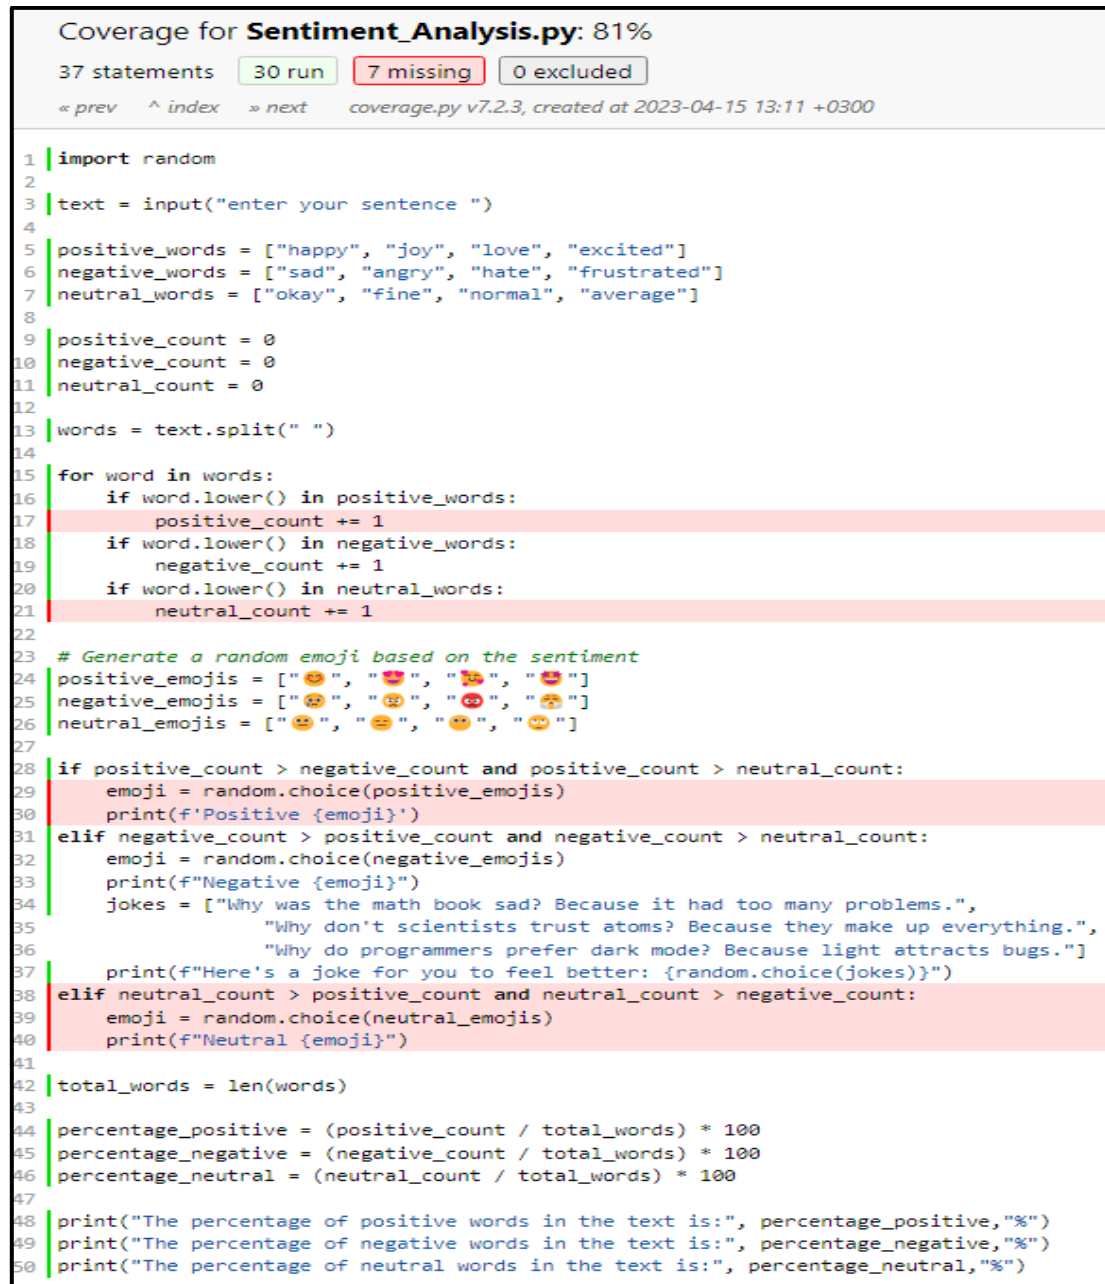 Coverage for Sentiment_Analysis.py: 81%
37 statements 30 run 7 missing 0 excluded
« prev ^ index » next coverage.py v7.2.3, created at 2023-04-15 13:11 +0300
1 import random
2
3 text = input("enter your sentence ")
4
5 positive_words = ["happy", "joy", "love", "excited"]
6 negative_words = ["sad", "angry", "hate", "frustrated"]
7 neutral_words = ["okay", "fine", "normal", "average"]
8
9 positive_count = 0
10 negative_count = 0
11 neutral_count = 0
12
13 words = text.split(" ")
14
15 for word in words:
16     if word.lower() in positive_words:
17         positive_count += 1
18     if word.lower() in negative_words:
19         negative_count += 1
20     if word.lower() in neutral_words:
21         neutral_count += 1
22
23 # Generate a random emoji based on the sentiment
24 positive_emojis = ["😊", "😍", "🥰", "🤩"]
25 negative_emojis = ["😢", "😠", "😡", "😤"]
26 neutral_emojis = ["😐", "😑", "😶", "🙄"]
27
28 if positive_count > negative_count and positive_count > neutral_count:
29     emoji = random.choice(positive_emojis)
30     print(f'Positive {emoji}')
31 elif negative_count > positive_count and negative_count > neutral_count:
32     emoji = random.choice(negative_emojis)
33     print(f"Negative {emoji}")
34     jokes = ["Why was the math book sad? Because it had too many problems.",
35                  "Why don't scientists trust atoms? Because they make up everything.",
36                  "Why do programmers prefer dark mode? Because light attracts bugs."]
37     print(f"Here's a joke for you to feel better: {random.choice(jokes)}")
38 elif neutral_count > positive_count and neutral_count > negative_count:
39     emoji = random.choice(neutral_emojis)
40     print(f"Neutral {emoji}")
41
42 total_words = len(words)
43
44 percentage_positive = (positive_count / total_words) * 100
45 percentage_negative = (negative_count / total_words) * 100
46 percentage_neutral = (neutral_count / total_words) * 100
47
48 print("The percentage of positive words in the text is:", percentage_positive,"%")
49 print("The percentage of negative words in the text is:", percentage_negative,"%")
50 print("The percentage of neutral words in the text is:", percentage_neutral,"%")